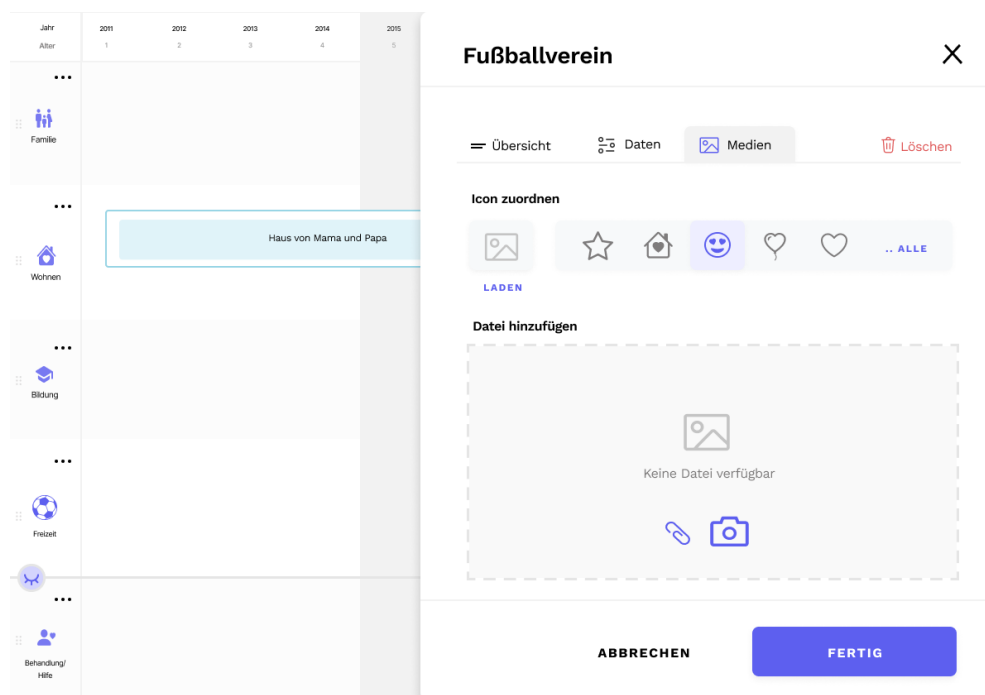 Jahr 2011 2012 2013 2014 2015
Alter 1 2 3 4 5
Familie
Wohnen
Haus von Mama und Papa
Bildung
Freizeit
Behandlung/
Hilfe
Fußballverein
Übersicht Daten Medien Löschen
Icon zuordnen
.. ALLE
LADEN
Datei hinzufügen
Keine Datei verfügbar
ABBRECHEN FERTIG